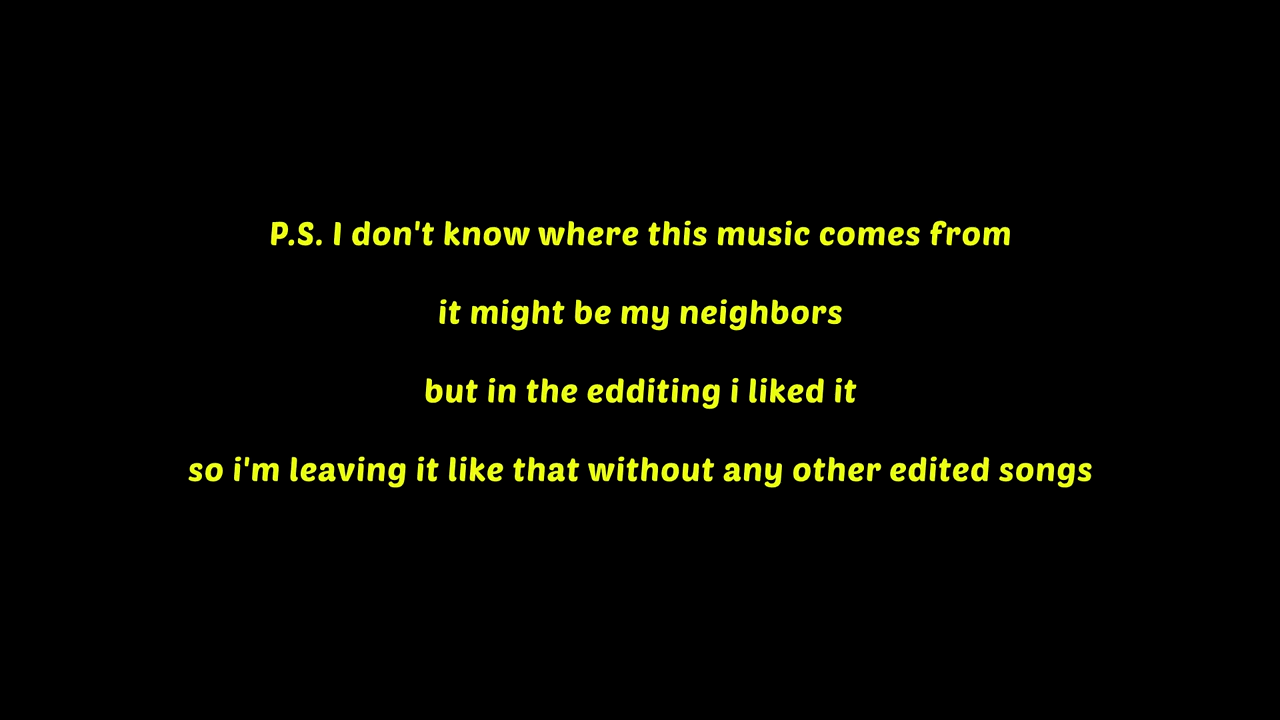 P.S. I don't know where this music comes from
it might be my neighbors
but in the edditing i liked it
so i'm leaving it like that without any other edited songs